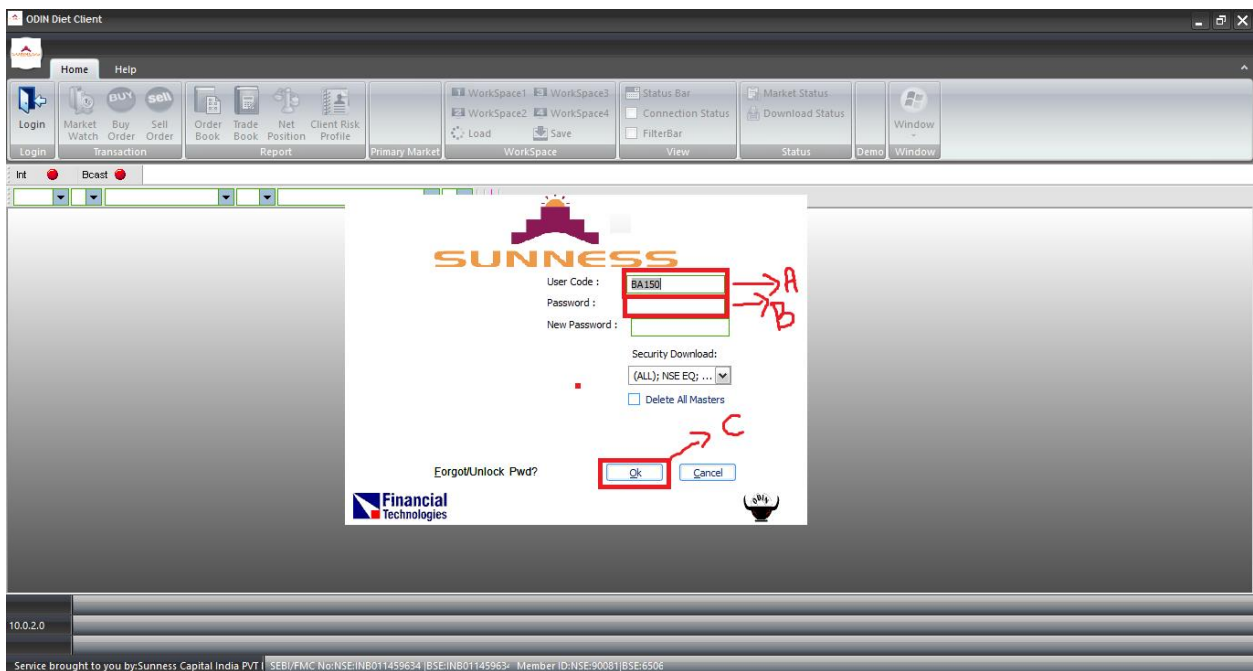 ODIN Diet Client
Home Help
Login
Market Watch
Buy Order
Sell Order
Order Book
Trade Book
Net Position
Client Risk Profile
WorkSpace1 WorkSpace3
WorkSpace2 WorkSpace4
Load Save
Status Bar
Connection Status
FilterBar
Market Status
Download Status
Window
Login Transaction Report Primary Market WorkSpace View Status Demo Window
Int Bcast
SUNNESS
User Code : BA150 A
Password : B
New Password :
Security Download:
(ALL); NSE EQ; ...
Delete All Masters
C
Forgot/Unlock Pwd? Ok Cancel
Financial
Technologies
ODIN
10.0.2.0
Service brought to you by:Sunness Capital India PVT I SEBI/FMC No:NSE:INB011459634 |BSE:INB01145963 Member ID:NSE:90081|BSE:6506